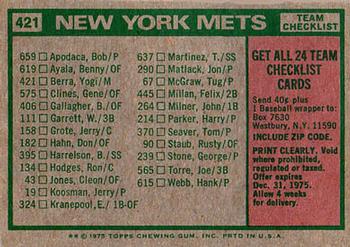 421 NEW YORK METS TEAM CHECKLIST
659 Apodaca, Bob/P
619 Ayala, Benny/OF
421 Berra, Yogi/M
575 Clines, Gene/OF
406 Gallagher, B./OF
111 Garrett, W./3B
158 Grote, Jerry/C
182 Hahn, Don/OF
395 Harrelson, B./SS
134 Hodges, Ron/C
43 Jones, Cleon/OF
19 Koosman, Jerry/P
324 Kranepool, E./1B-OF
637 Martinez, T./SS
290 Matlack, Jon/P
67 McGraw, Tug/P
445 Millan, Felix/2B
264 Milner, John/1B
214 Parker, Harry/P
370 Seaver, Tom/P
90 Staub, Rusty/OF
239 Stone, George/P
565 Torre, Joe/3B
615 Webb, Hank/P
GET ALL 24 TEAM
CHECKLIST
CARDS
Send 40¢ plus
1 Baseball wrapper to:
Box 7630
Westbury, N.Y. 11590
INCLUDE ZIP CODE.
PRINT CLEARLY. Void
where prohibited,
regulated or taxed.
Offer expires
Dec. 31, 1975.
Allow 4 weeks
for delivery.
** © 1975 TOPPS CHEWING GUM, INC. PRTD IN U.S.A.